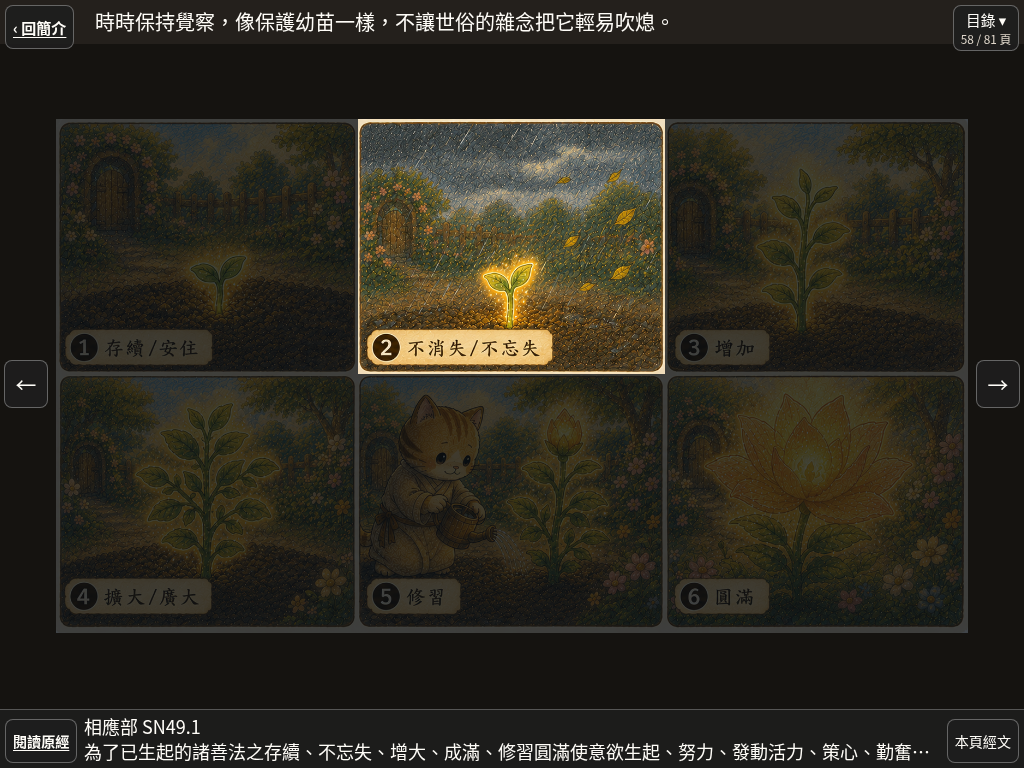 ‹ 回簡介
時時保持覺察，像保護幼苗一樣，不讓世俗的雜念把它輕易吹熄。
目錄 ▾
58 / 81 頁
1 存續/安住
2 不消失/不忘失
3 增加
4 擴大/廣大
5 修習
6 圓滿
←
→
閱讀原經
相應部 SN49.1
為了已生起的諸善法之存續、不忘失、增大、成滿、修習圓滿使意欲生起、努力、發動活力、策心、勤奮⋯
本頁經文